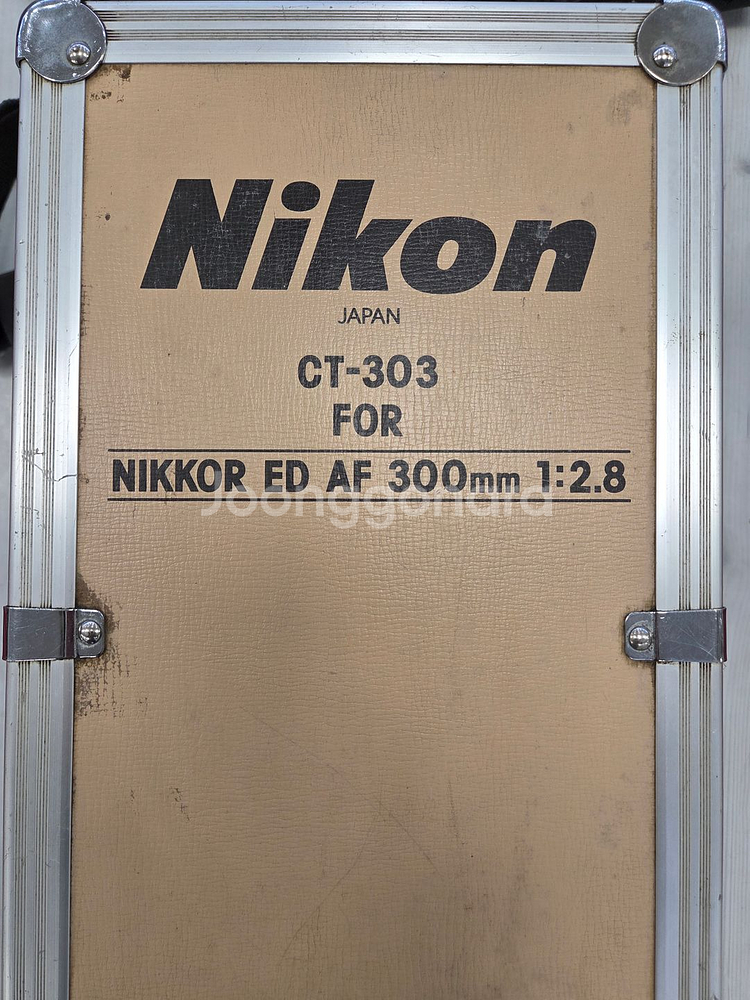 Nikon
JAPAN
CT-303
FOR
NIKKOR ED AF 300mm 1:2.8
Joonggonara